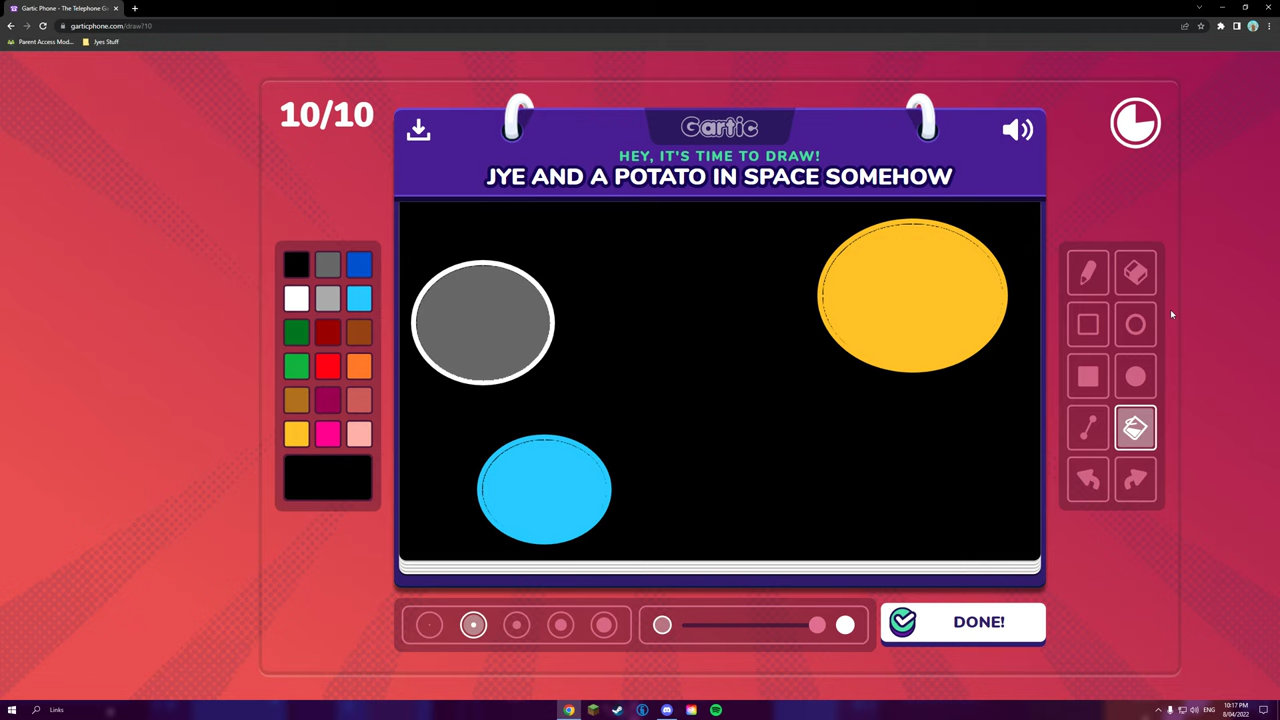 Gartic Phone - The Telephone Ga
garticphone.com/draw?10
Parent Access Mod...
Jyes Stuff
10/10
Gartic
HEY, IT'S TIME TO DRAW!
JYE AND A POTATO IN SPACE SOMEHOW
DONE!
Links
ENG
10:17 PM
8/04/2022